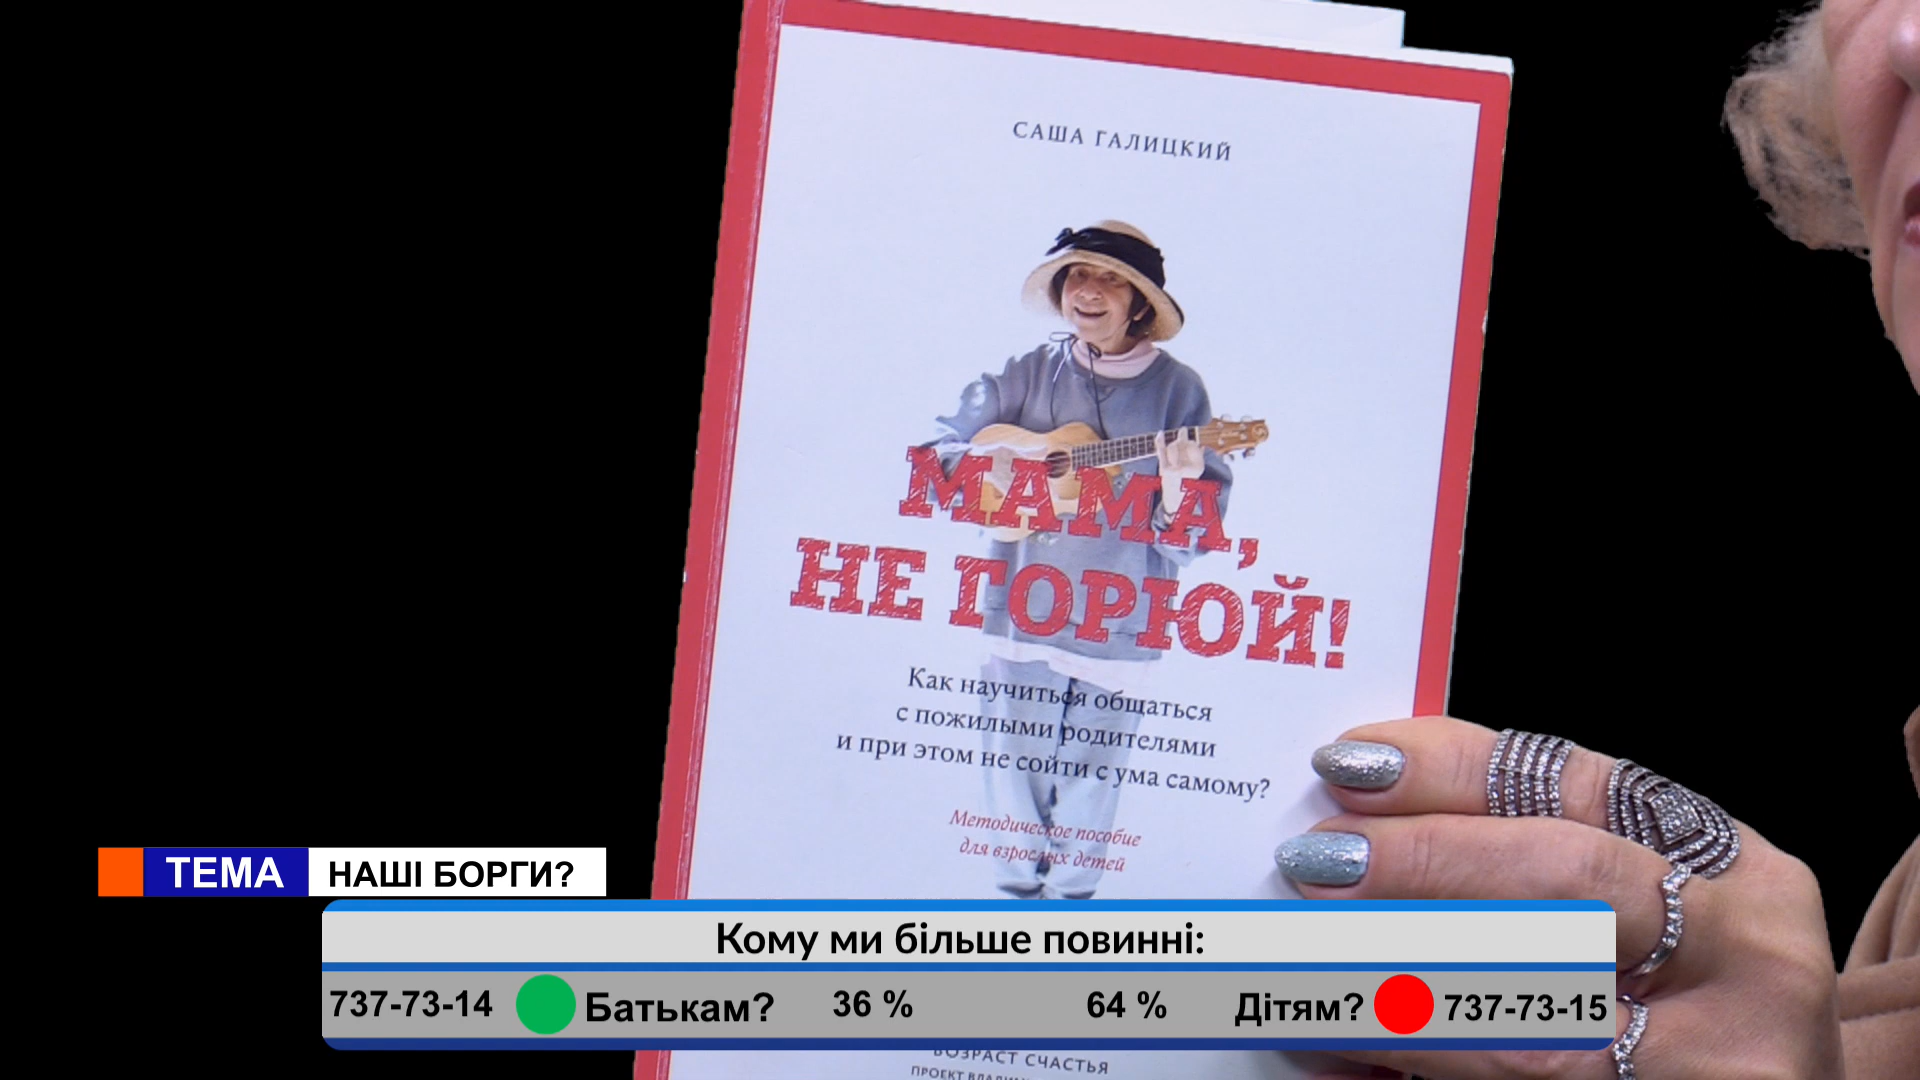 САША ГАЛИЦКИЙ
МАМА,
НЕ ГОРЮЙ!
Как научиться общаться
с пожилыми родителями
и при этом не сойти с ума самому?
Методическое пособие
для взрослых детей
ТЕМА НАШІ БОРГИ?
Кому ми більше повинні:
737-73-14 Батькам? 36 % 64 % Дітям? 737-73-15
ВОЗРАСТ СЧАСТЬЯ
ПРОЕКТ